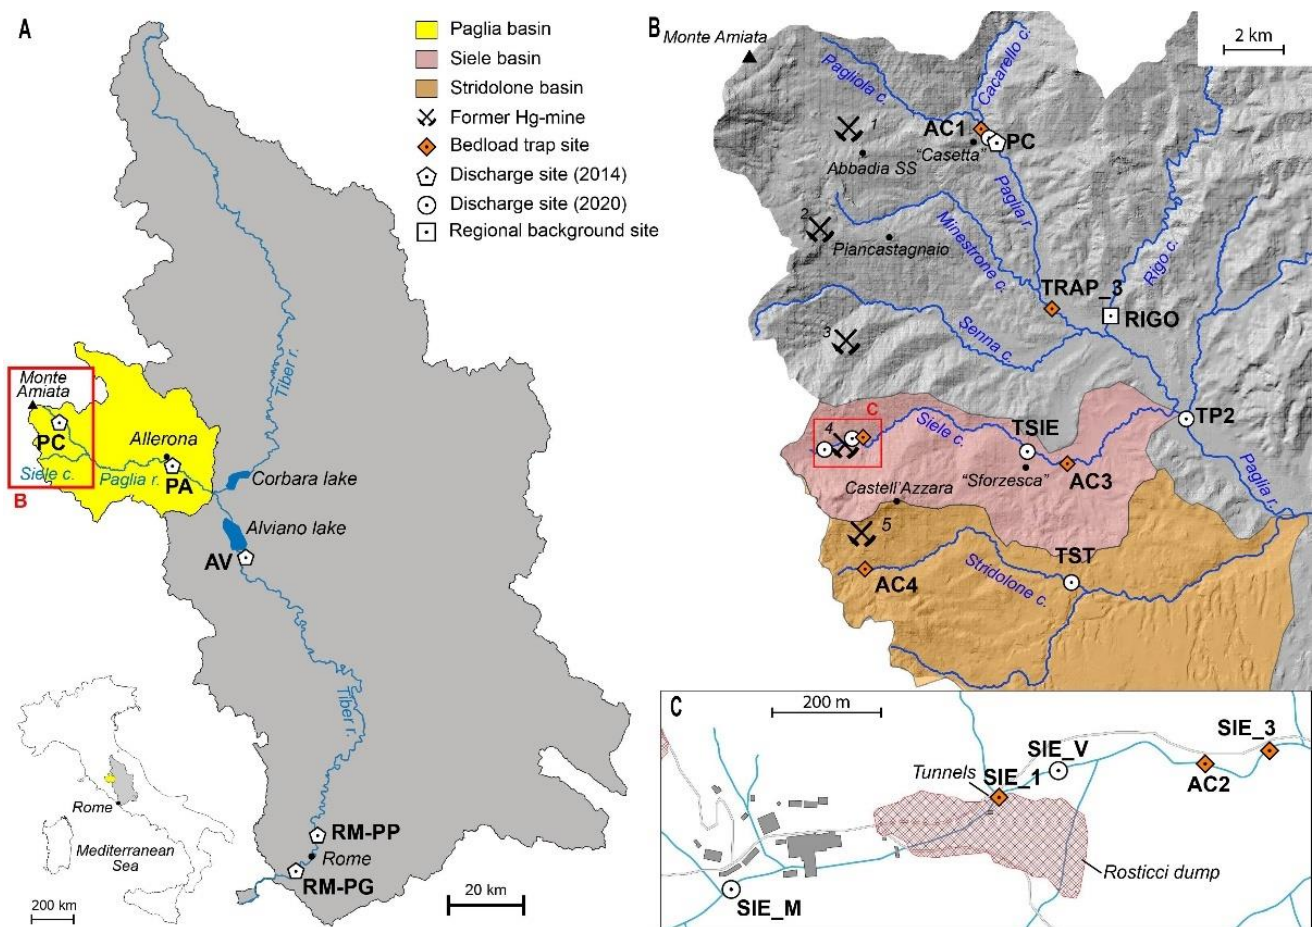 A
Paglia basin
Siele basin
Stridolone basin
Former Hg-mine
Bedload trap site
Discharge site (2014)
Discharge site (2020)
Regional background site
Tiber r.
Monte
Amiata
PC
Allerona
Siele c.
Paglia r.
PA
B
Corbara lake
Alviano lake
AV
Tiber r.
RM-PP
Rome
RM-PG
20 km
Rome
Mediterranean
Sea
200 km
B
2 km
Monte Amiata
Pagliola c.
Cacarello c.
AC1
PC
"Casetta"
1
Abbadia SS
Paglia r.
2
Piancastagnaio
Minestrone c.
Rigo c.
TRAP_3
RIGO
3
Senna c.
C
4
Siele c.
TSIE
TP2
"Sforzesca"
AC3
Castell'Azzara
Paglia r.
5
AC4
TST
Stridolone c.
C
200 m
SIE_V
SIE_3
Tunnels
SIE_1
AC2
Rosticci dump
SIE_M